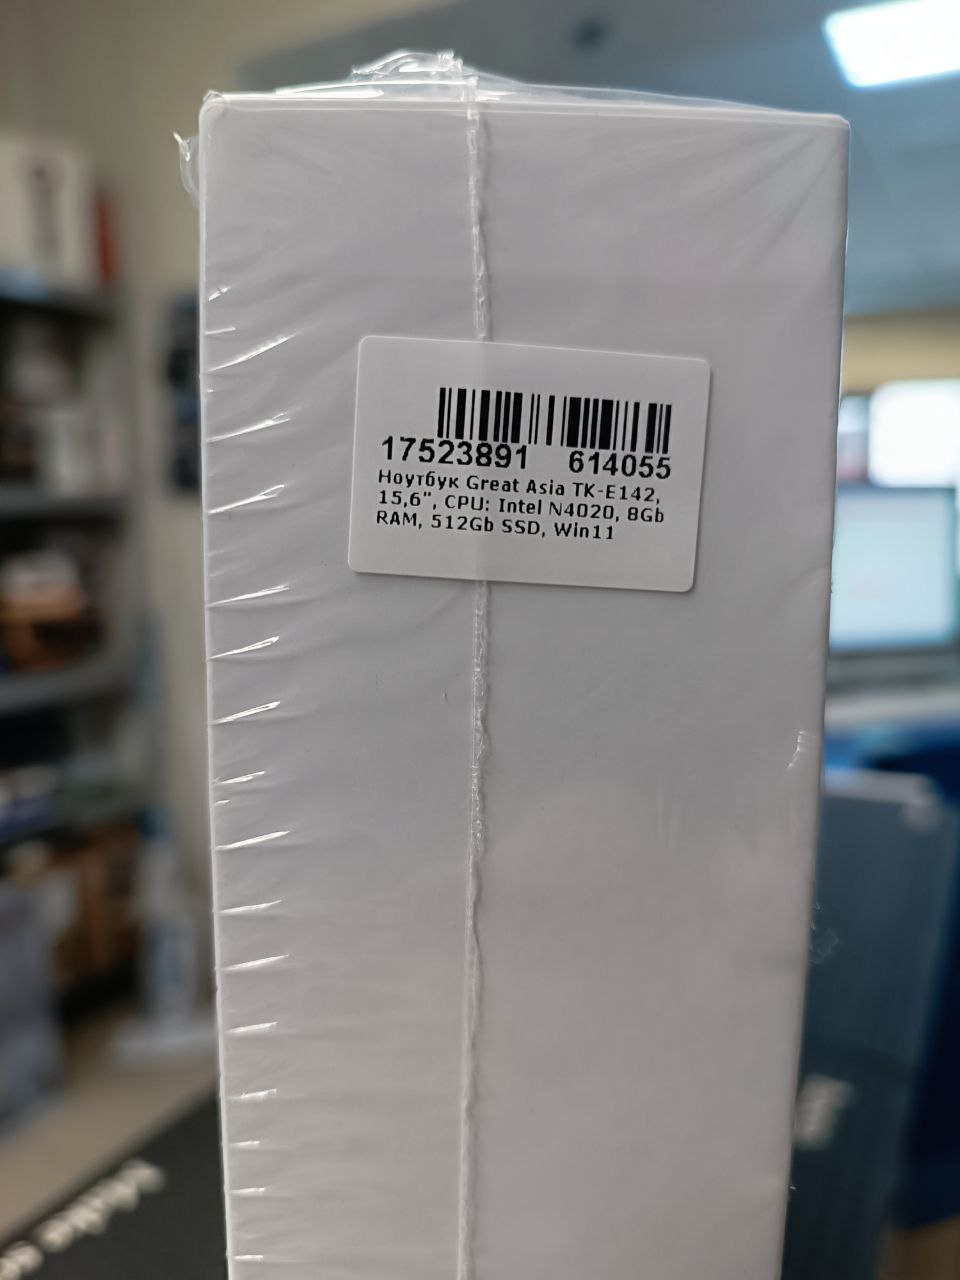 17523891 614055
Ноутбук Great Asia TK-E142,
15,6", CPU: Intel N4020, 8Gb
RAM, 512Gb SSD, Win11